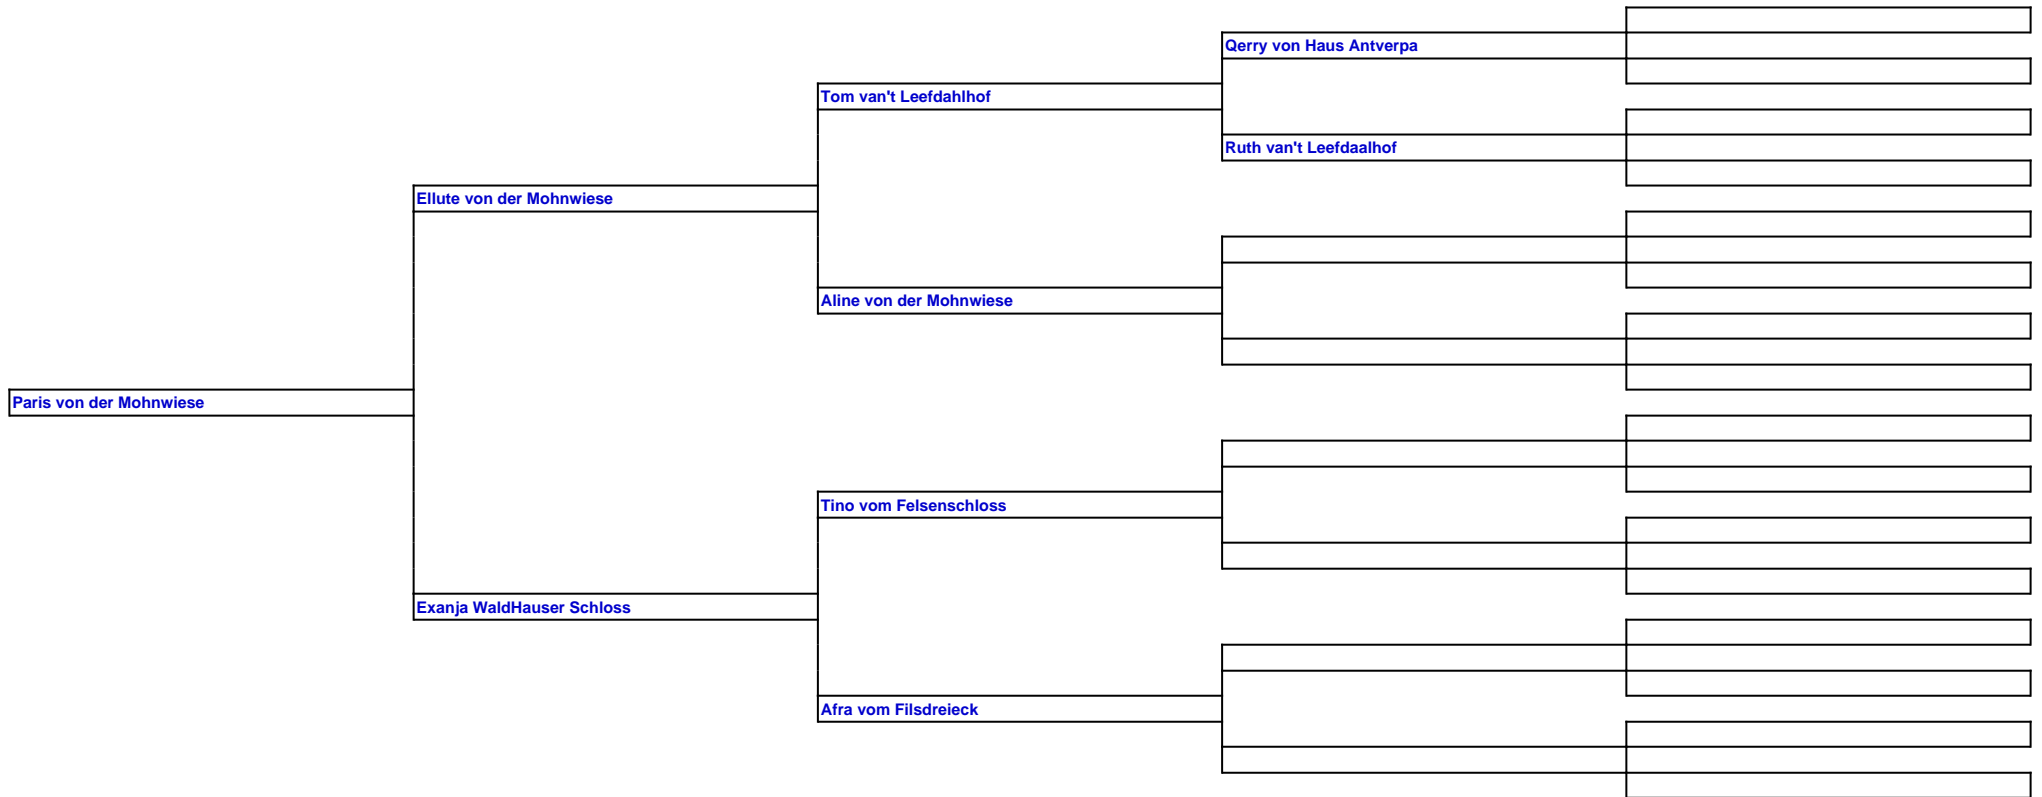 Qerry von Haus Antverpa
Tom van't Leefdahlhof
Ruth van't Leefdaalhof
Ellute von der Mohnwiese
Aline von der Mohnwiese
Paris von der Mohnwiese
Tino vom Felsenschloss
Exanja WaldHauser Schloss
Afra vom Filsdreieck